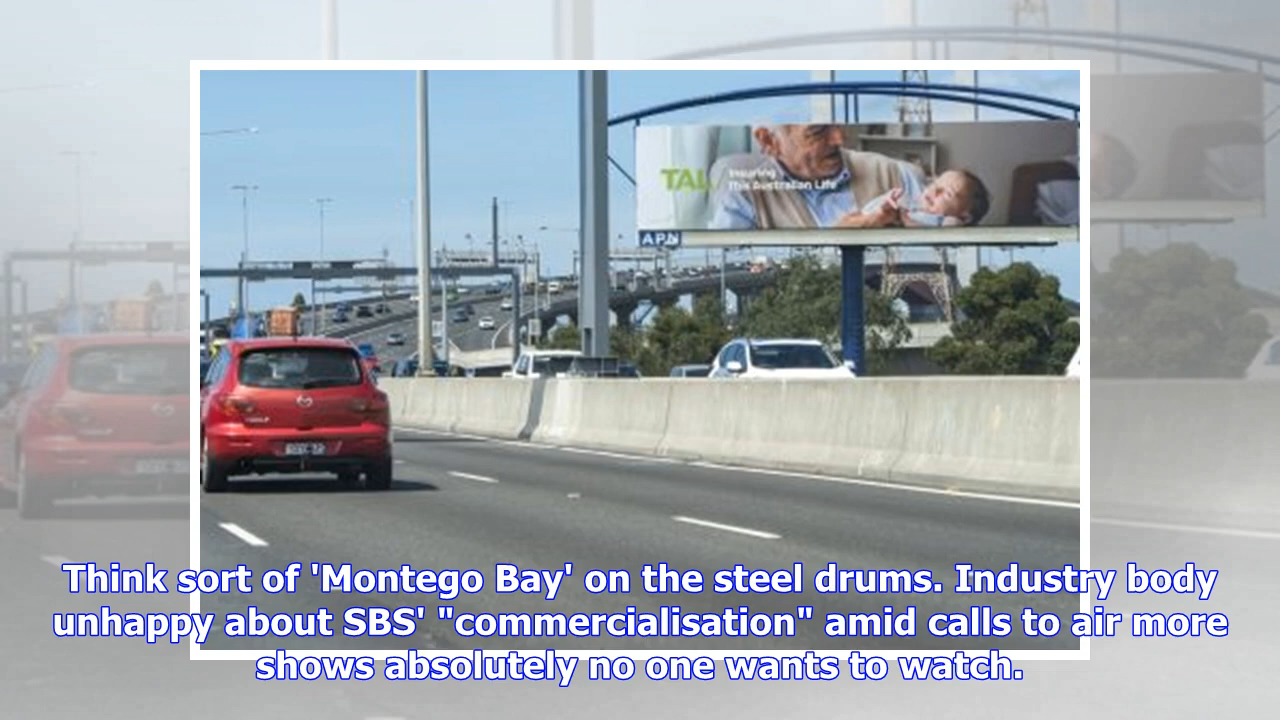 TAL
Insuring
This Australian Life
APN
Think sort of 'Montego Bay' on the steel drums. Industry body
unhappy about SBS' "commercialisation" amid calls to air more
shows absolutely no one wants to watch.